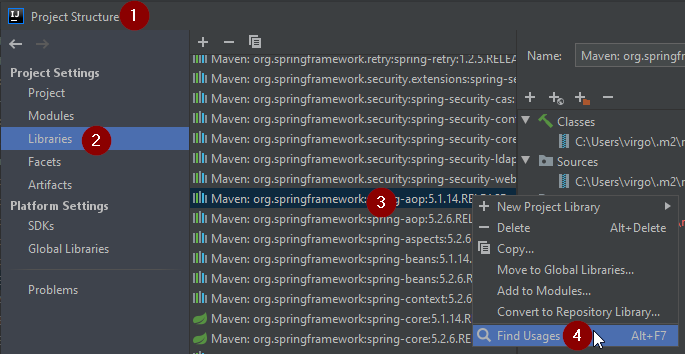 IJ Project Structure 1
Project Settings
Project
Modules
Libraries 2
Facets
Artifacts
Platform Settings
SDKs
Global Libraries
Problems
Maven: org.springframework.retry:spring-retry:1.2.5.RELEA
Maven: org.springframework.security.extensions:spring-se
Maven: org.springframework.security:spring-security-cas:
Maven: org.springframework.security:spring-security-con
Maven: org.springframework.security:spring-security-cor
Maven: org.springframework.security:spring-security-ldap
Maven: org.springframework.security:spring-security-web
Maven: org.springframework:spring-aop:5.1.14.RELEASE
3
Maven: org.springframework:spring-aop:5.2.6.REL
Maven: org.springframework:spring-aspects:5.2.6
Maven: org.springframework:spring-beans:5.1.14.
Maven: org.springframework:spring-beans:5.2.6.R
Maven: org.springframework:spring-context:5.2.6
Maven: org.springframework:spring-core:5.1.14.R
Maven: org.springframework:spring-core:5.2.6.RE
Name: Maven: org.springfr
Classes
C:\Users\virgo\.m2\r
Sources
C:\Users\virgo\.m2\r
New Project Library
Delete Alt+Delete
Copy...
Move to Global Libraries...
Add to Modules...
Convert to Repository Library...
Find Usages 4 Alt+F7